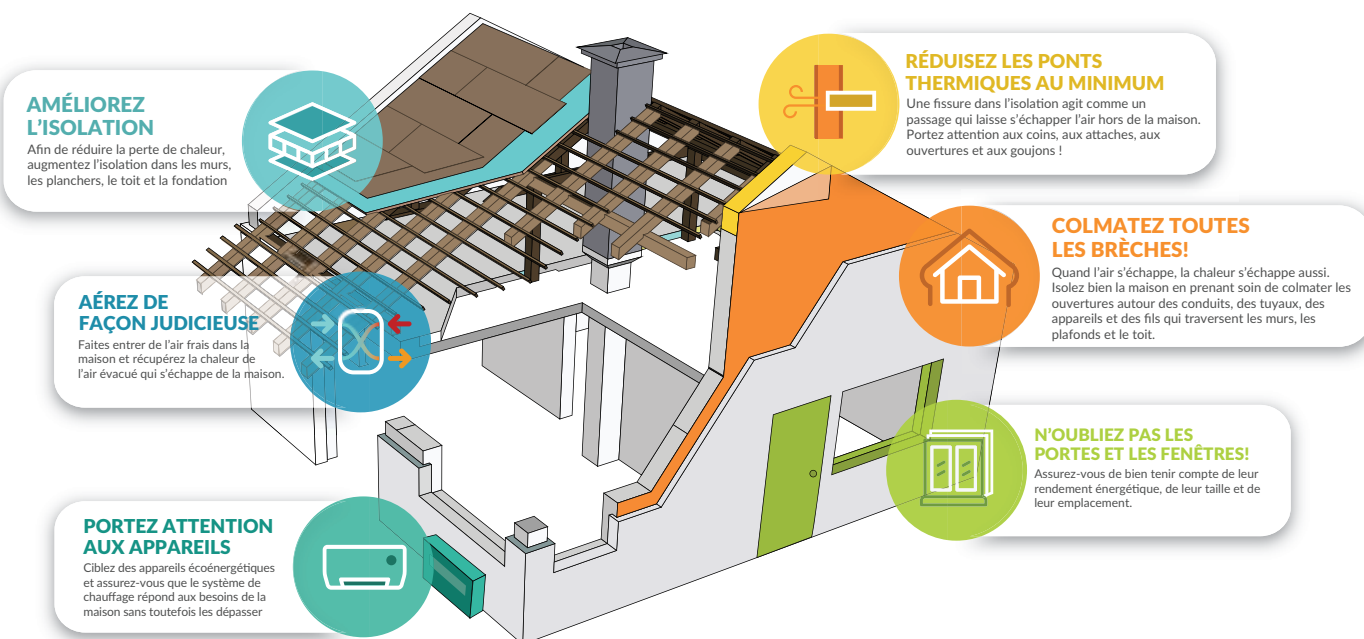 AMÉLIOREZ
L'ISOLATION
Afin de réduire la perte de chaleur,
augmentez l'isolation dans les murs,
les planchers, le toit et la fondation
RÉDUISEZ LES PONTS
THERMIQUES AU MINIMUM
Une fissure dans l'isolation agit comme un
passage qui laisse s'échapper l'air hors de la maison.
Portez attention aux coins, aux attaches, aux
ouvertures et aux goujons !
COLMATEZ TOUTES
LES BRÈCHES!
Quand l'air s'échappe, la chaleur s'échappe aussi.
Isolez bien la maison en prenant soin de colmater les
ouvertures autour des conduits, des tuyaux, des
appareils et des fils qui traversent les murs, les
plafonds et le toit.
AÉREZ DE
FAÇON JUDICIEUSE
Faites entrer de l'air frais dans la
maison et récupérez la chaleur de
l'air évacué qui s'échappe de la maison.
N'OUBLIEZ PAS LES
PORTES ET LES FENÊTRES!
Assurez-vous de bien tenir compte de leur
rendement énergétique, de leur taille et de
leur emplacement.
PORTEZ ATTENTION
AUX APPAREILS
Ciblez des appareils écoénergétiques
et assurez-vous que le système de
chauffage répond aux besoins de la
maison sans toutefois les dépasser